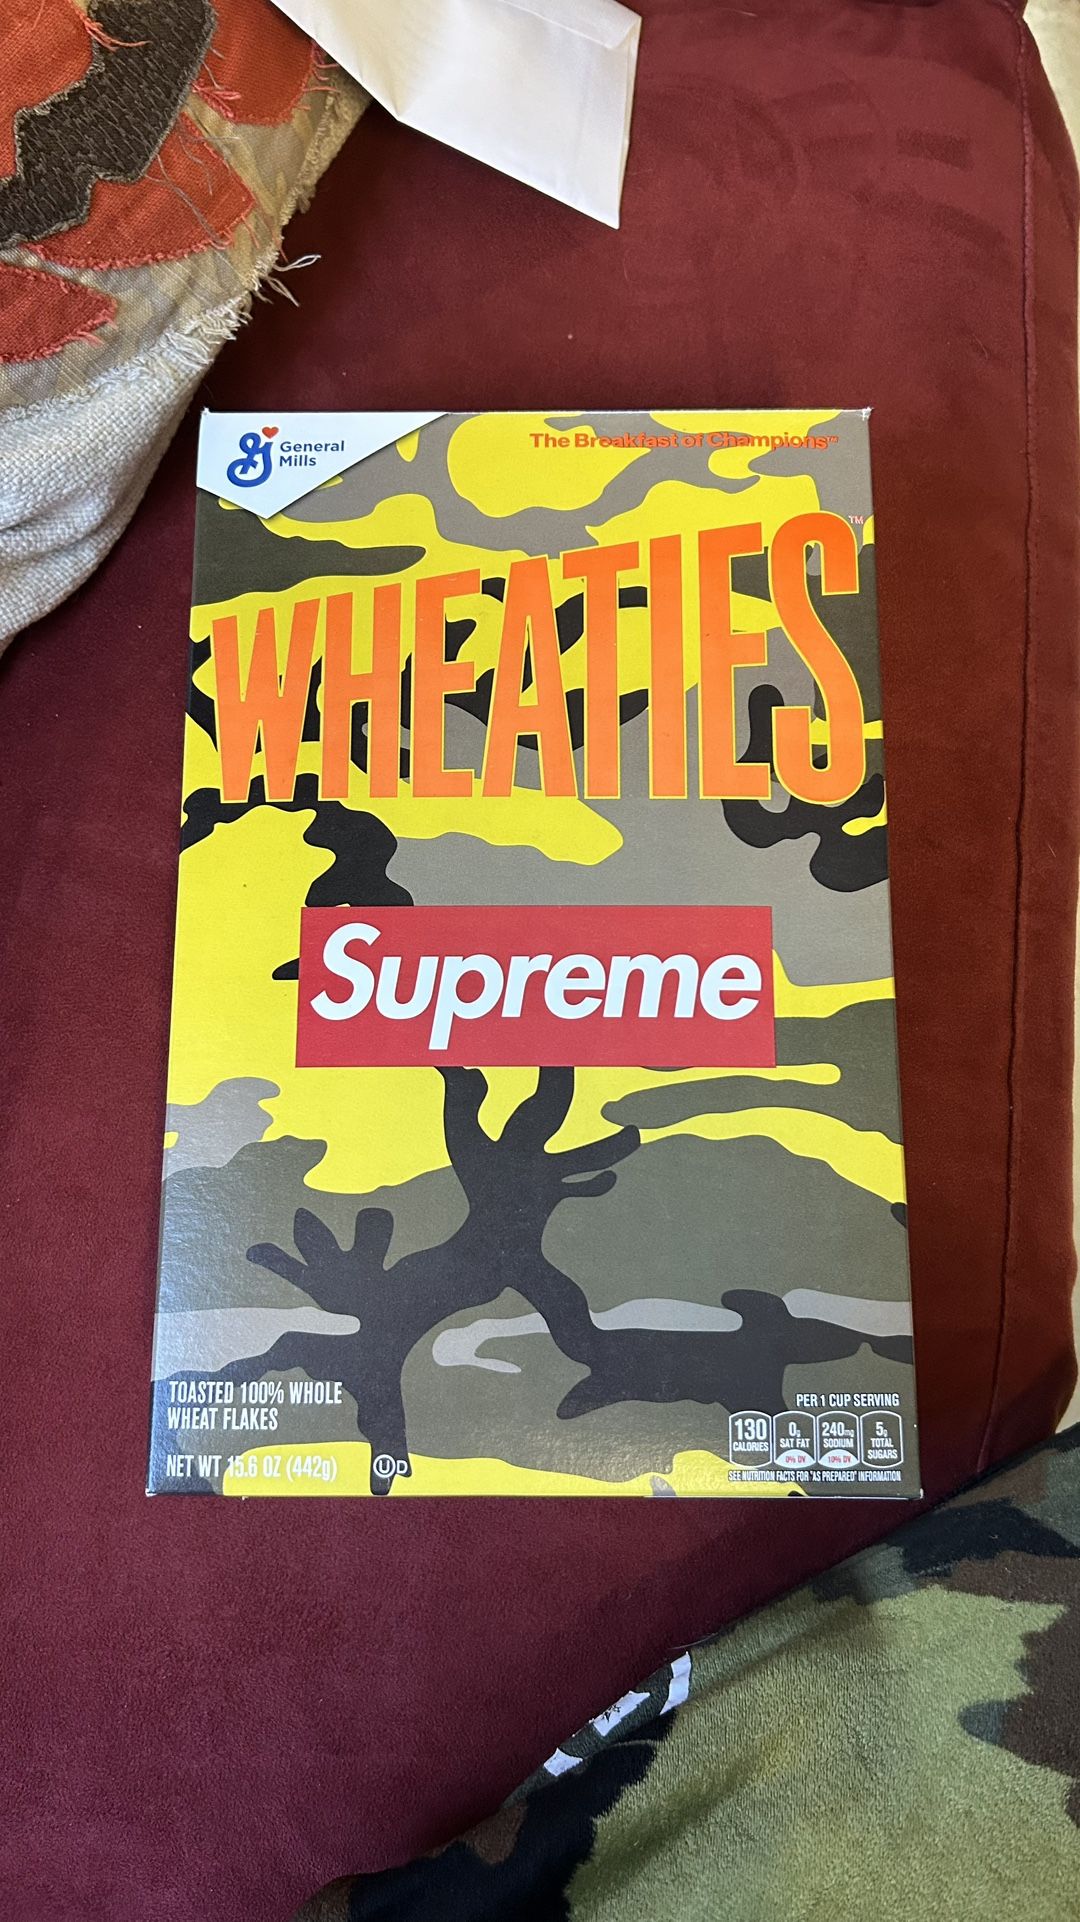 General
Mills
The Breakfast of Champions™
WHEATIES™
Supreme
TOASTED 100% WHOLE
WHEAT FLAKES
NET WT 15.6 OZ (442g)
UD
PER 1 CUP SERVING
130 CALORIES
0g SAT FAT 0% DV
240mg SODIUM 10% DV
5g TOTAL SUGARS
SEE NUTRITION FACTS FOR "AS PREPARED" INFORMATION